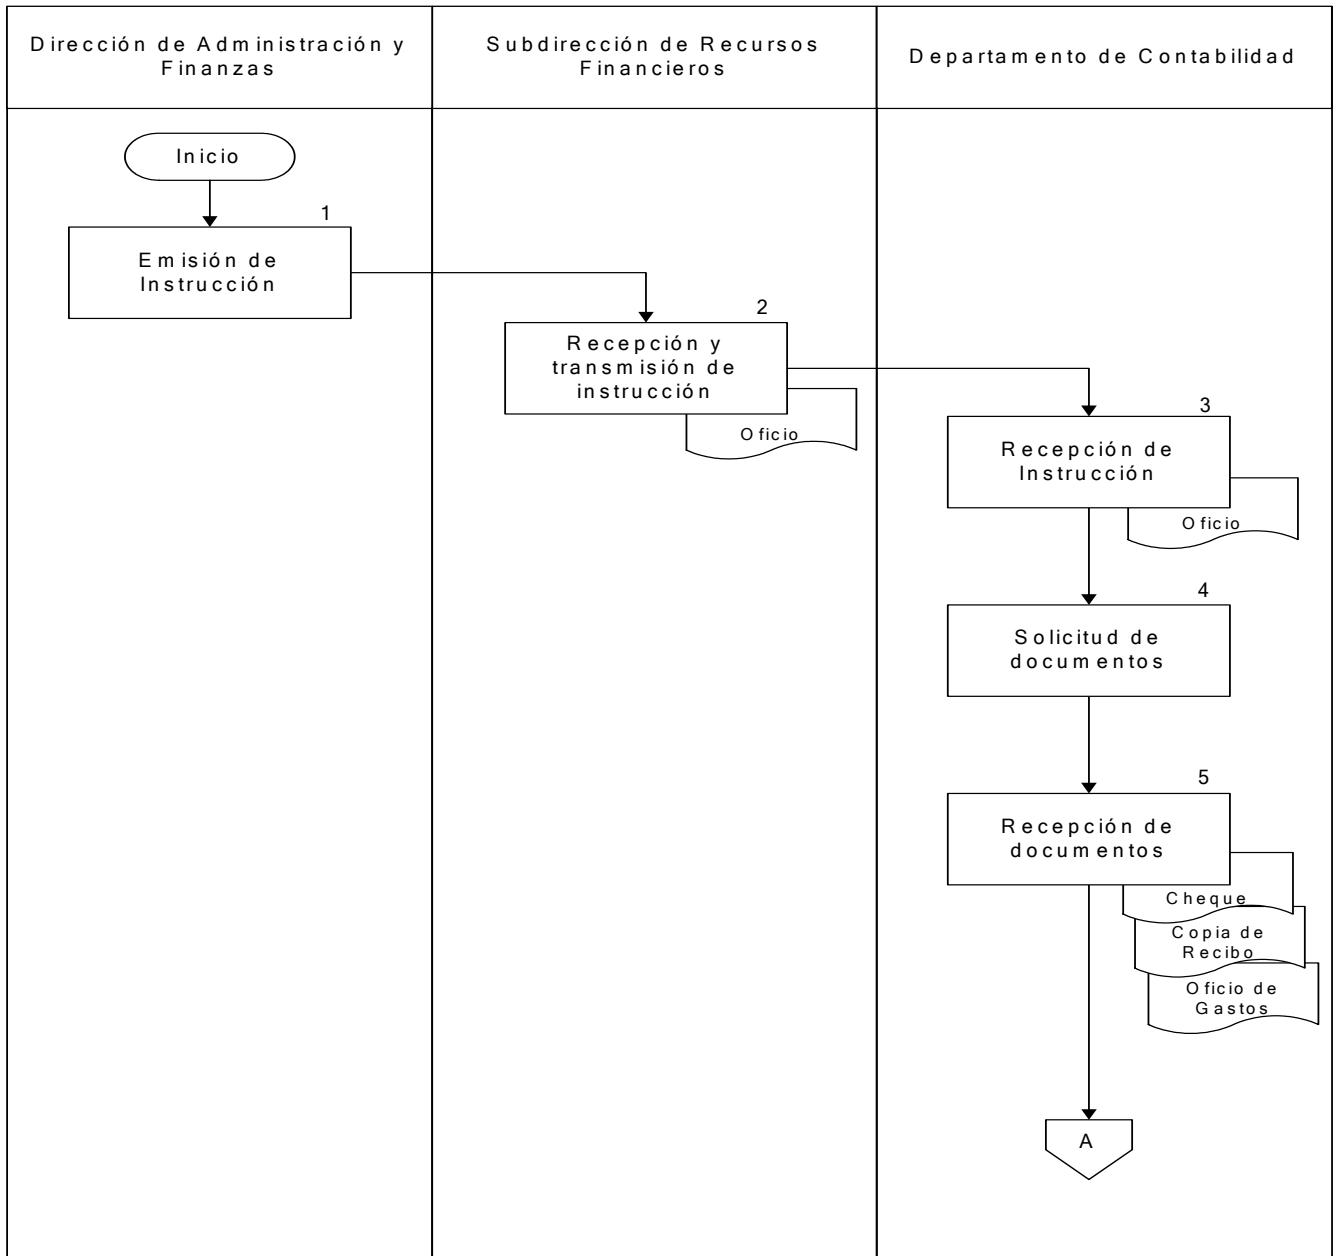 Dirección de Administración y
Finanzas
Subdirección de Recursos
Financieros
Departamento de Contabilidad
Inicio
1
Emisión de
Instrucción
2
Recepción y
transmisión de
instrucción
Oficio
3
Recepción de
Instrucción
Oficio
4
Solicitud de
documentos
5
Recepción de
documentos
Cheque
Copia de
Recibo
Oficio de
Gastos
A